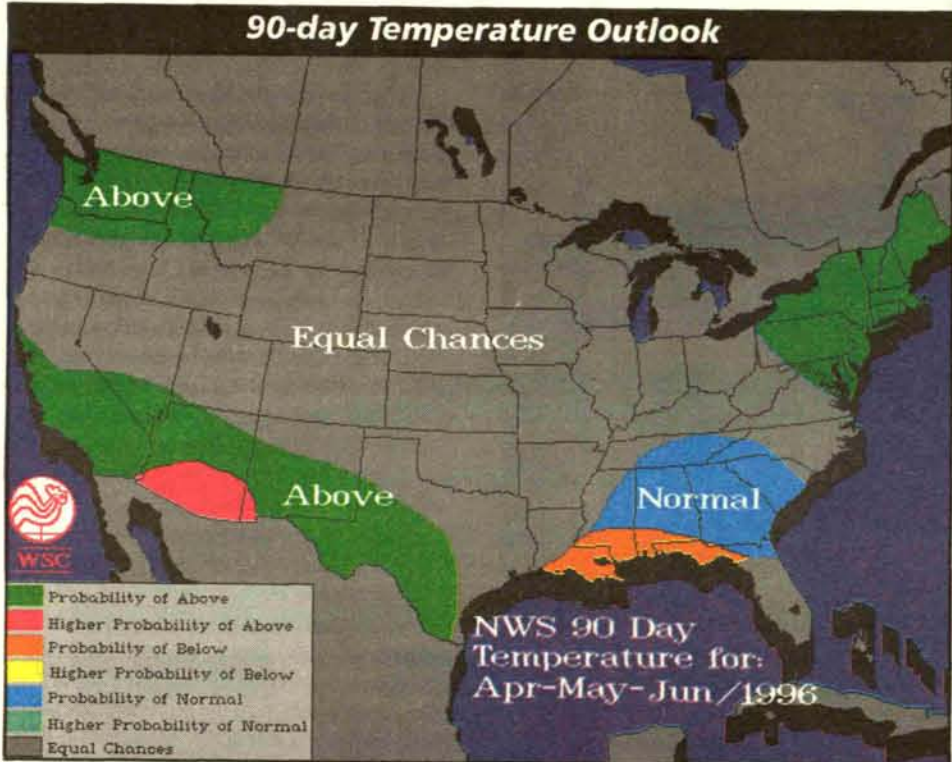 90-day Temperature Outlook
Above
Equal Chances
Above
Normal
WSC
Probability of Above
Higher Probability of Above
Probability of Below
Higher Probability of Below
Probability of Normal
Higher Probability of Normal
Equal Chances
NWS 90 Day
Temperature for:
Apr-May-Jun/1996